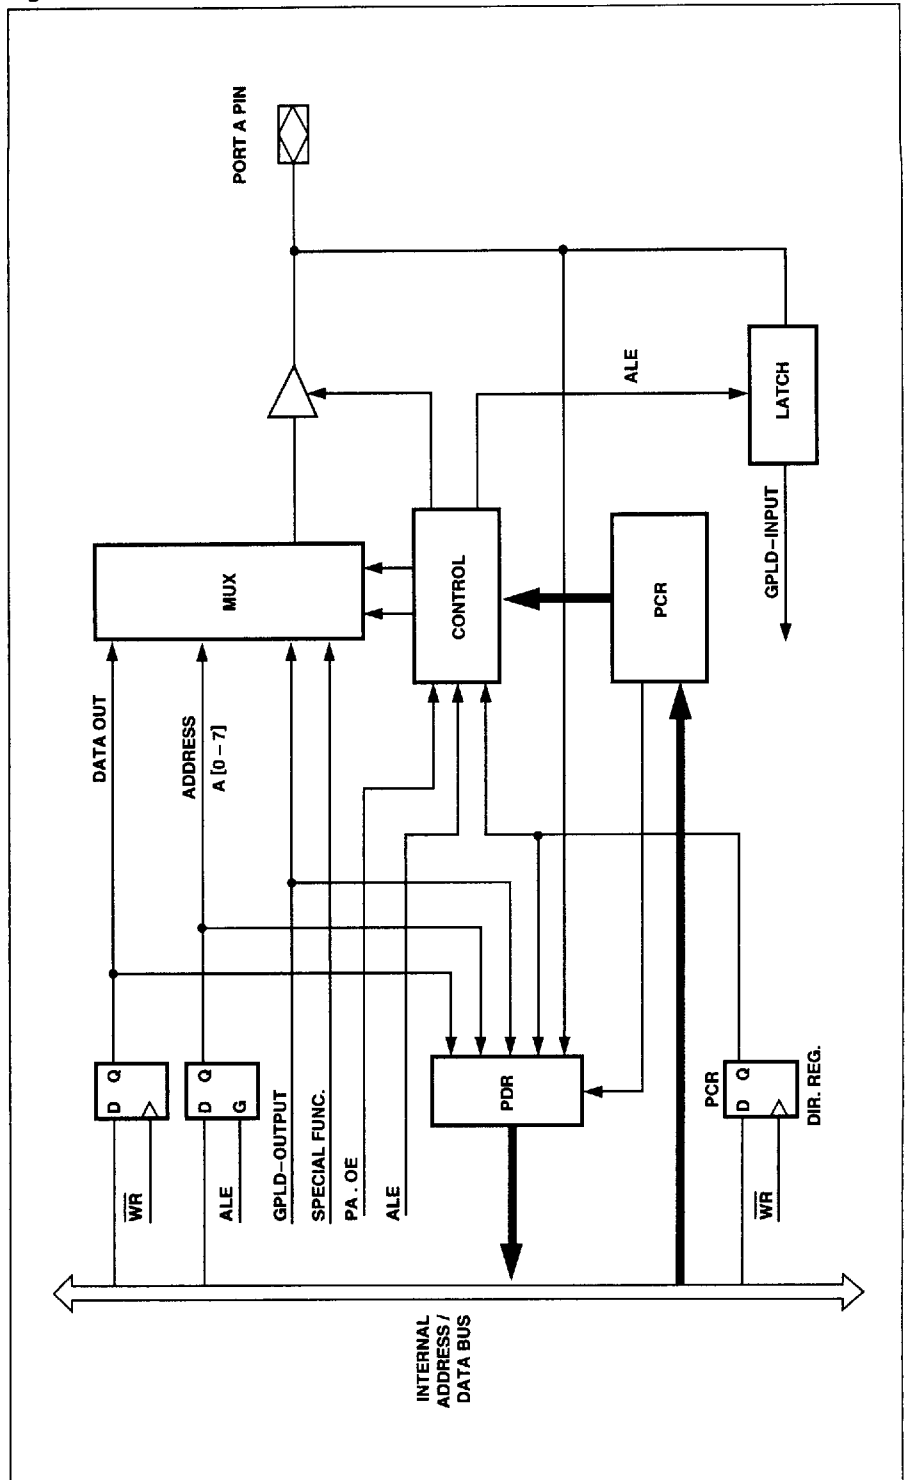 INTERNAL
ADDRESS /
DATA BUS
WR
D Q
ALE
D Q
G
GPLD–OUTPUT
SPECIAL FUNC.
PA . OE
ALE
WR
PCR
D Q
DIR. REG.
PDR
DATA OUT
ADDRESS
A [0 – 7]
MUX
CONTROL
PCR
GPLD–INPUT
LATCH
ALE
PORT A PIN